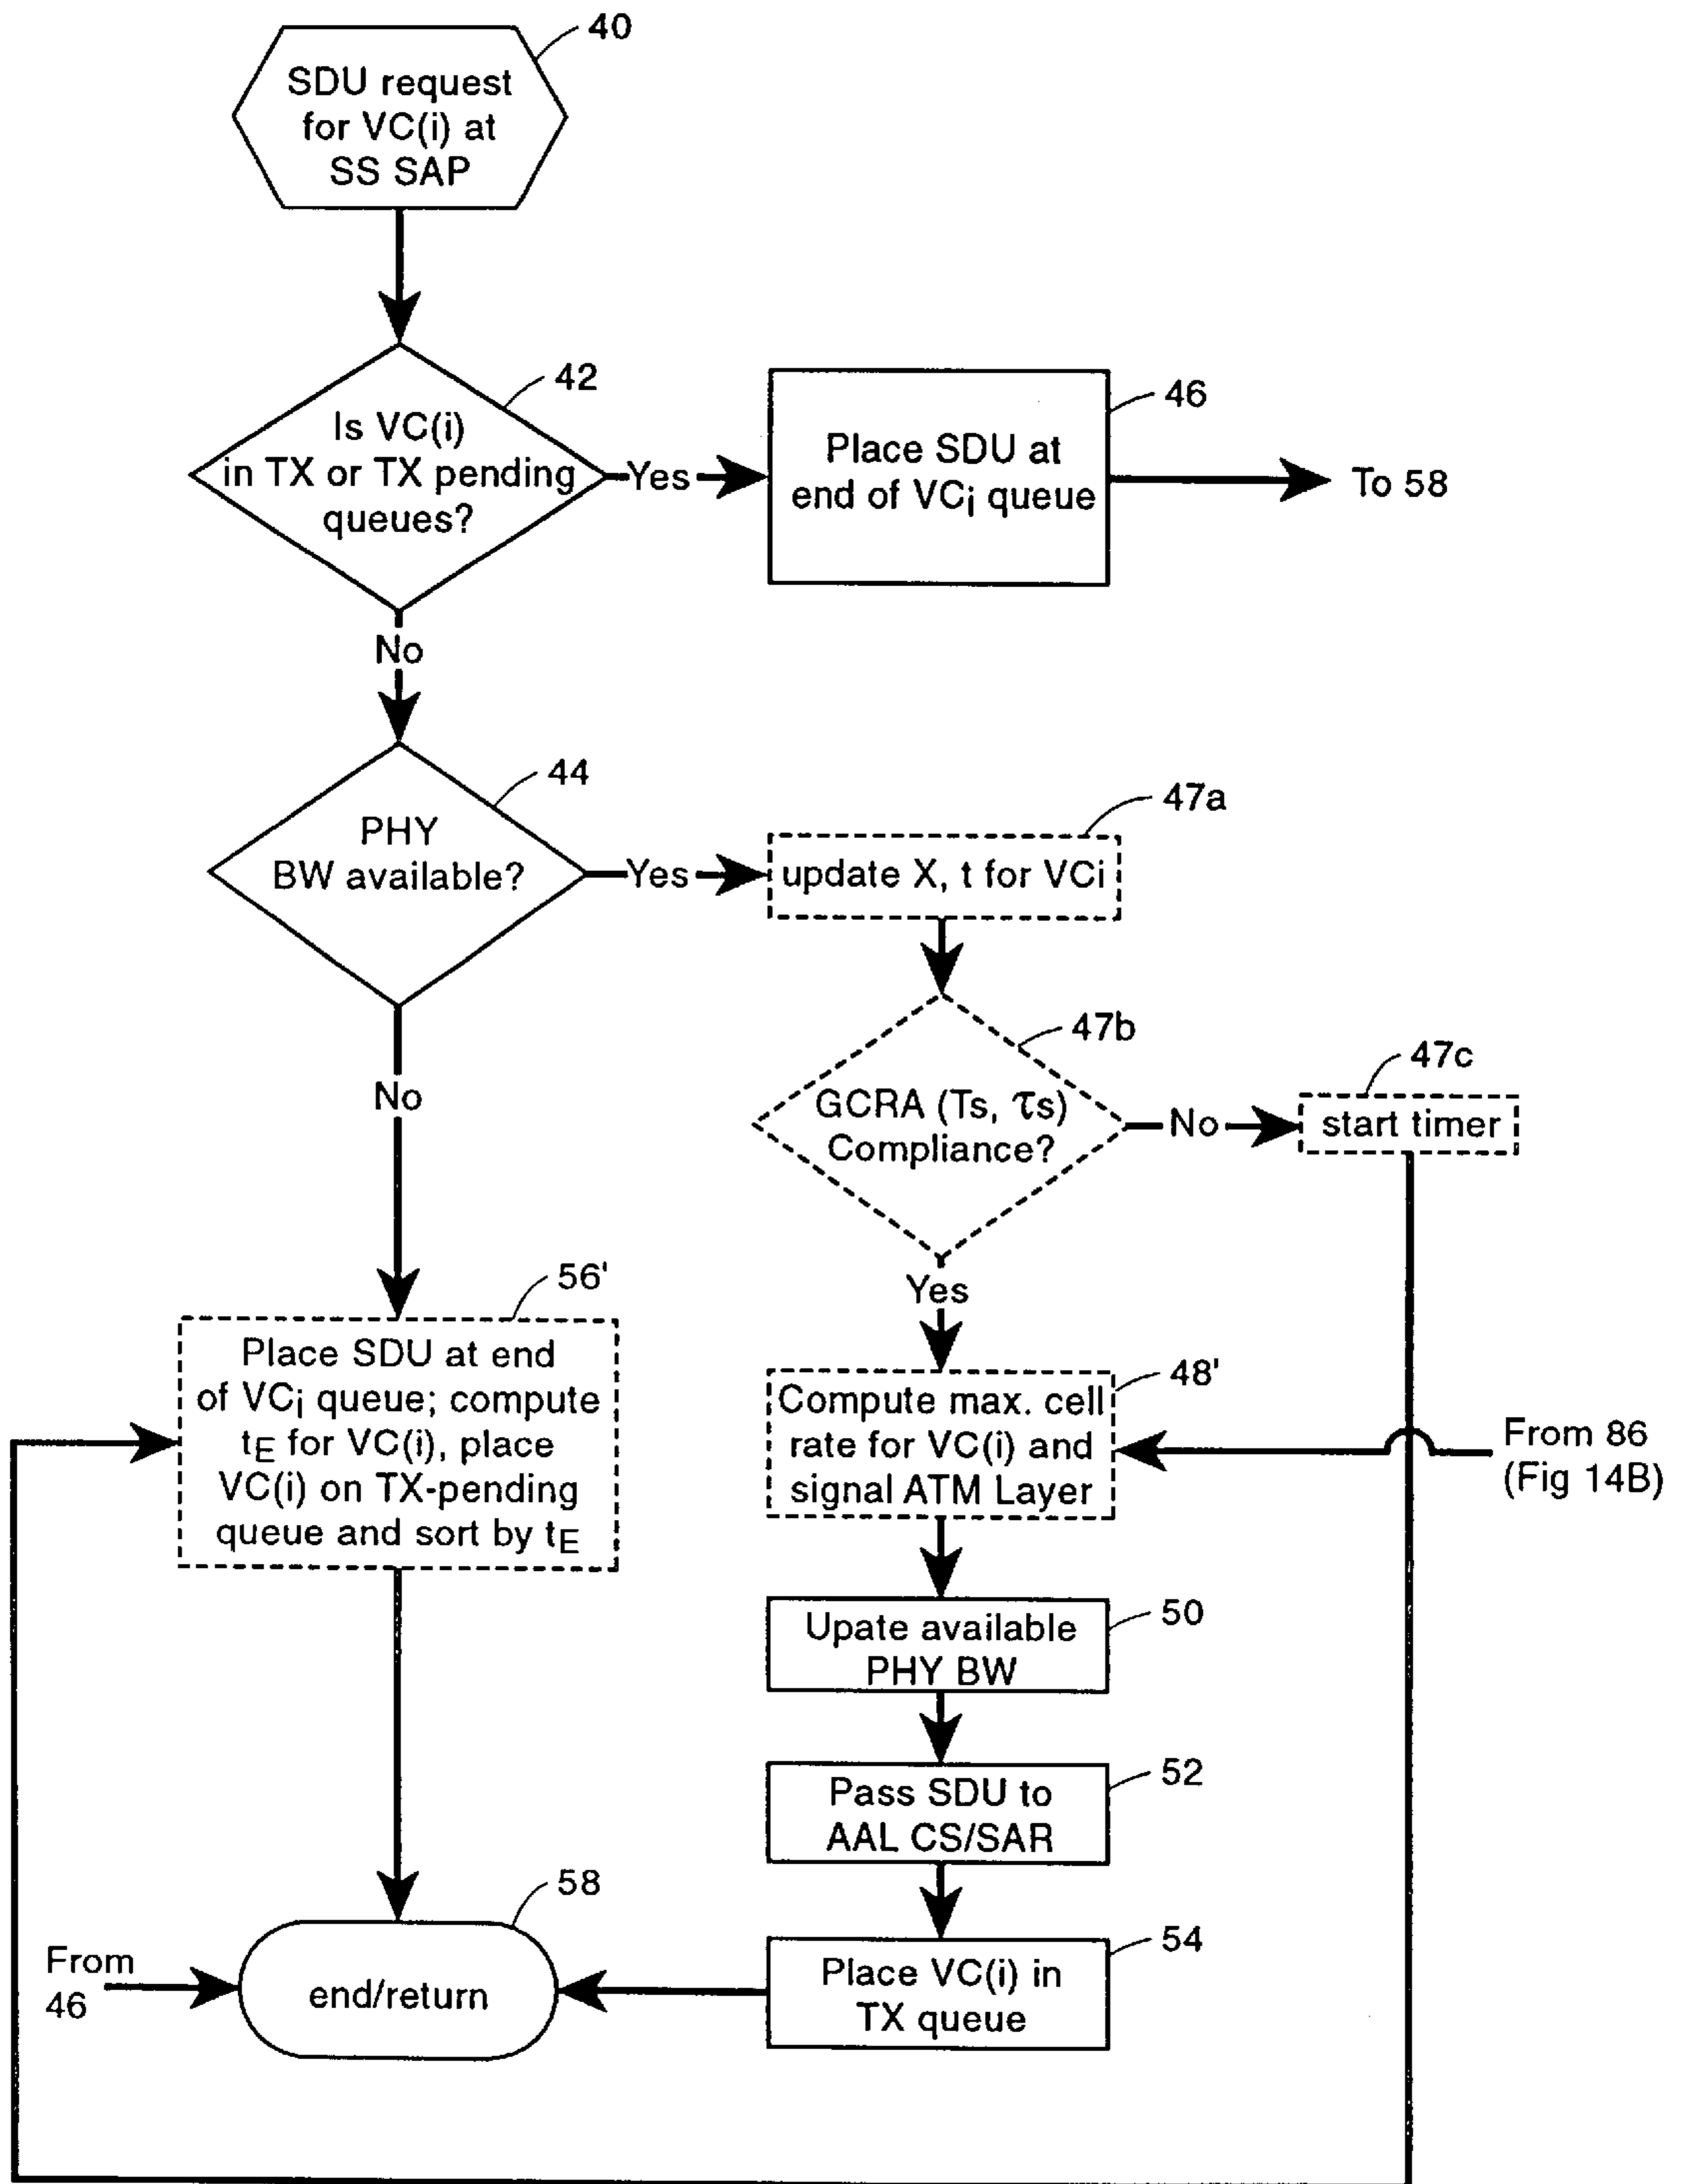 40
SDU request
for VC(i) at
SS SAP
42
Is VC(i)
in TX or TX pending
queues?
Yes
46
Place SDU at
end of VCi queue
To 58
No
44
PHY
BW available?
Yes
47a
update X, t for VCi
47b
GCRA (Ts, τs)
Compliance?
No
47c
start timer
No
Yes
56'
Place SDU at end
of VCi queue; compute
tE for VC(i), place
VC(i) on TX-pending
queue and sort by tE
48'
Compute max. cell
rate for VC(i) and
signal ATM Layer
From 86
(Fig 14B)
50
Upate available
PHY BW
52
Pass SDU to
AAL CS/SAR
54
Place VC(i) in
TX queue
58
end/return
From
46